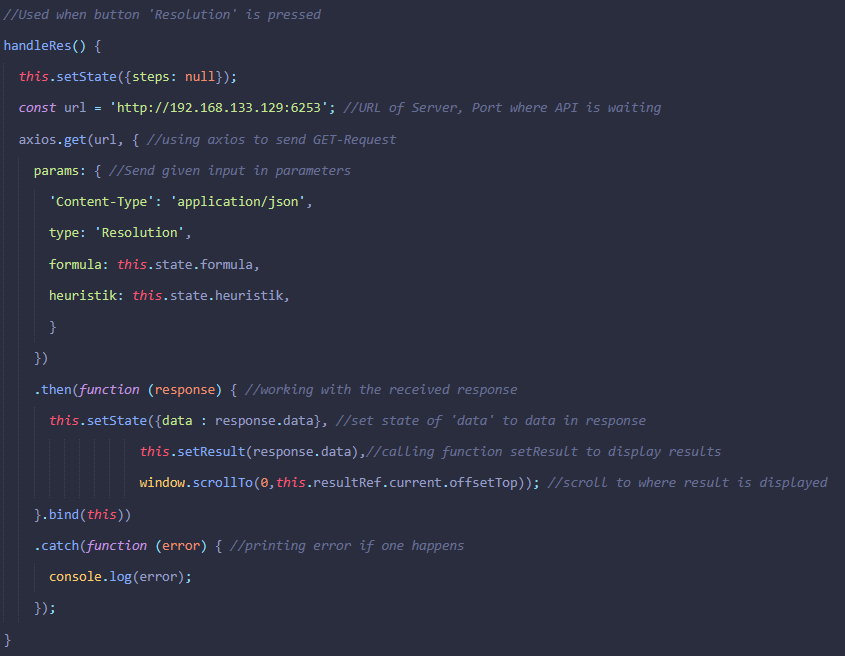 //Used when button 'Resolution' is pressed
handleRes() {
this.setState({steps: null});
const url = 'http://192.168.133.129:6253'; //URL of Server, Port where API is waiting
axios.get(url, { //using axios to send GET-Request
params: { //Send given input in parameters
'Content-Type': 'application/json',
type: 'Resolution',
formula: this.state.formula,
heuristik: this.state.heuristik,
}
})
.then(function (response) { //working with the received response
this.setState({data : response.data}, //set state of 'data' to data in response
this.setResult(response.data),//calling function setResult to display results
window.scrollTo(0,this.resultRef.current.offsetTop)); //scroll to where result is displayed
}.bind(this))
.catch(function (error) { //printing error if one happens
console.log(error);
});
}